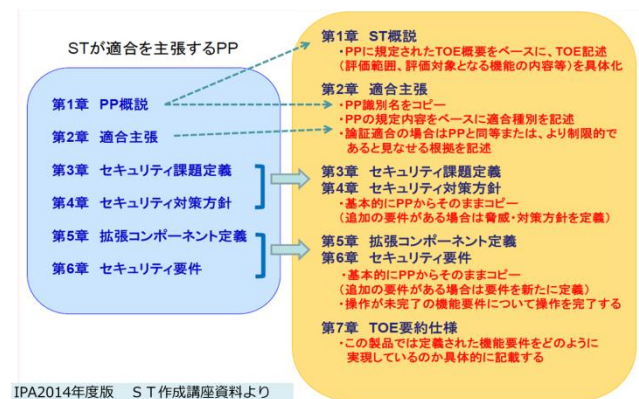 STが適合を主張するPP
第1章 PP概説
第2章 適合主張
第3章 セキュリティ課題定義
第4章 セキュリティ対策方針
第5章 拡張コンポーネント定義
第6章 セキュリティ要件
第1章 ST概説
・PPに規定されたTOE概要をベースに、TOE記述
（評価範囲、評価対象となる機能の内容等）を具体化
第2章 適合主張
・PP識別名をコピー
・PPの規定内容をベースに適合種別を記述
・論証適合の場合はPPと同等または、より制限的で
あると見なせる根拠を記述
第3章 セキュリティ課題定義
第4章 セキュリティ対策方針
・基本的にPPからそのままコピー
（追加の要件がある場合は脅威・対策方針を定義）
第5章 拡張コンポーネント定義
第6章 セキュリティ要件
・基本的にPPからそのままコピー
（追加の要件がある場合は要件を新たに定義）
・操作が未完了の機能要件について操作を完了する
第7章 TOE要約仕様
・この製品では定義された機能要件をどのように
実現しているのか具体的に記載する
IPA2014年度版 ＳＴ作成講座資料より